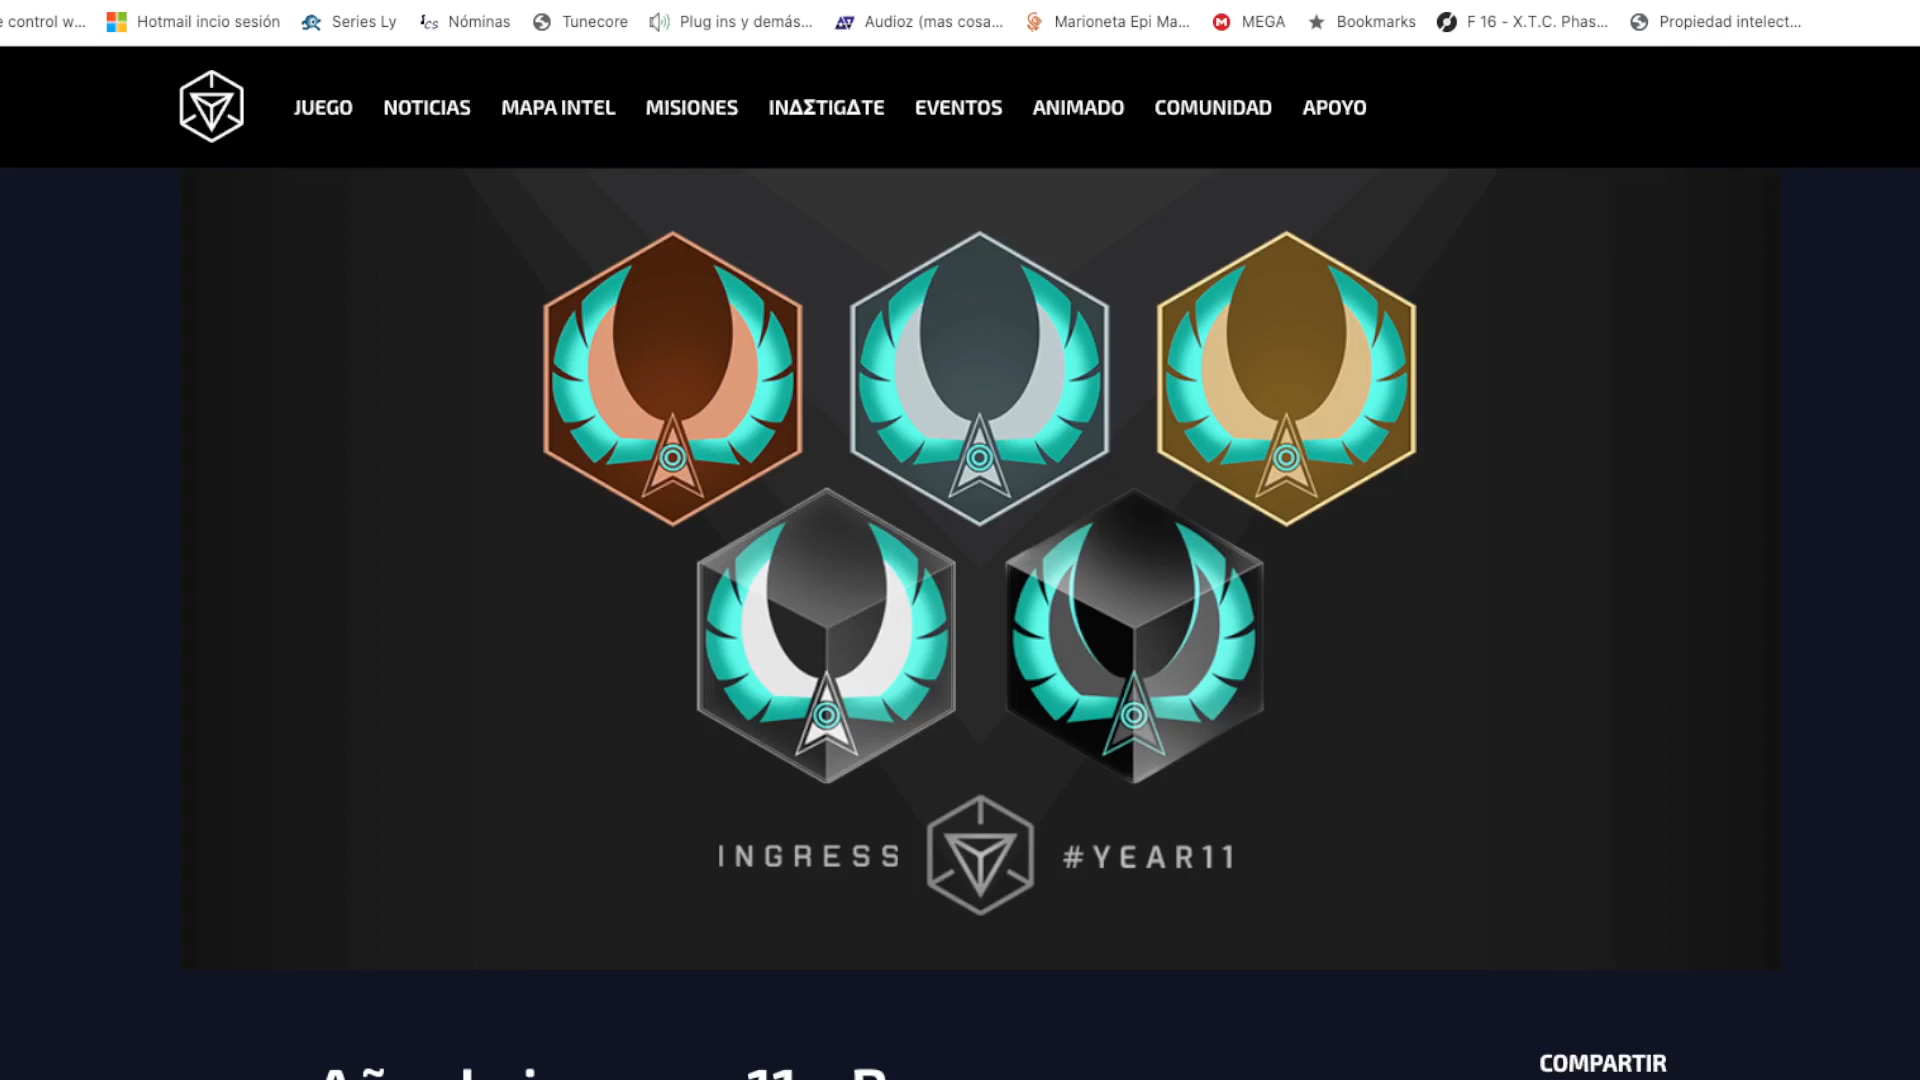 e control w... Hotmail incio sesión Series Ly Nóminas Tunecore Plug ins y demás... Audioz (mas cosa... Marioneta Epi Ma... MEGA Bookmarks F 16 - X.T.C. Phas... Propiedad intelect...
JUEGO NOTICIAS MAPA INTEL MISIONES INΔΣTIGΔTE EVENTOS ANIMADO COMUNIDAD APOYO
INGRESS #YEAR11
COMPARTIR